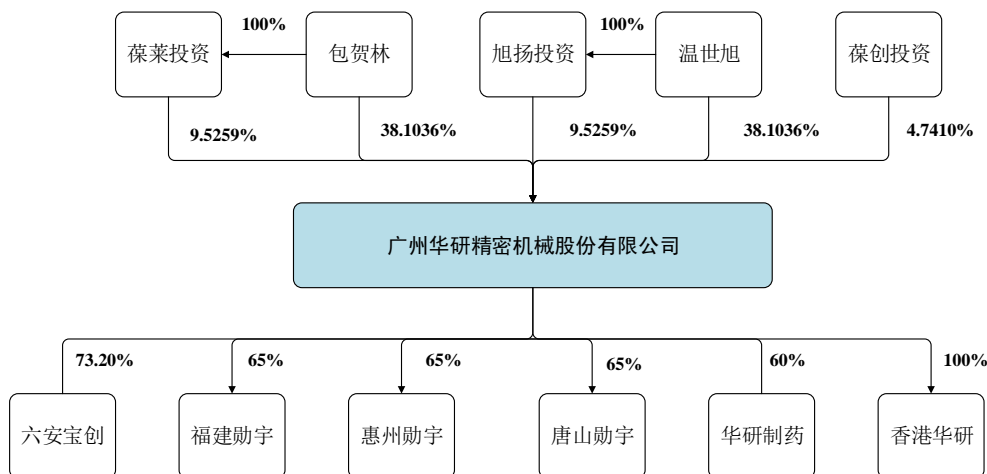 100%
100%
葆莱投资
包贺林
旭扬投资
温世旭
葆创投资
9.5259%
38.1036%
9.5259%
38.1036%
4.7410%
广州华研精密机械股份有限公司
73.20%
65%
65%
65%
60%
100%
六安宝创
福建勋宇
惠州勋宇
唐山勋宇
华研制药
香港华研